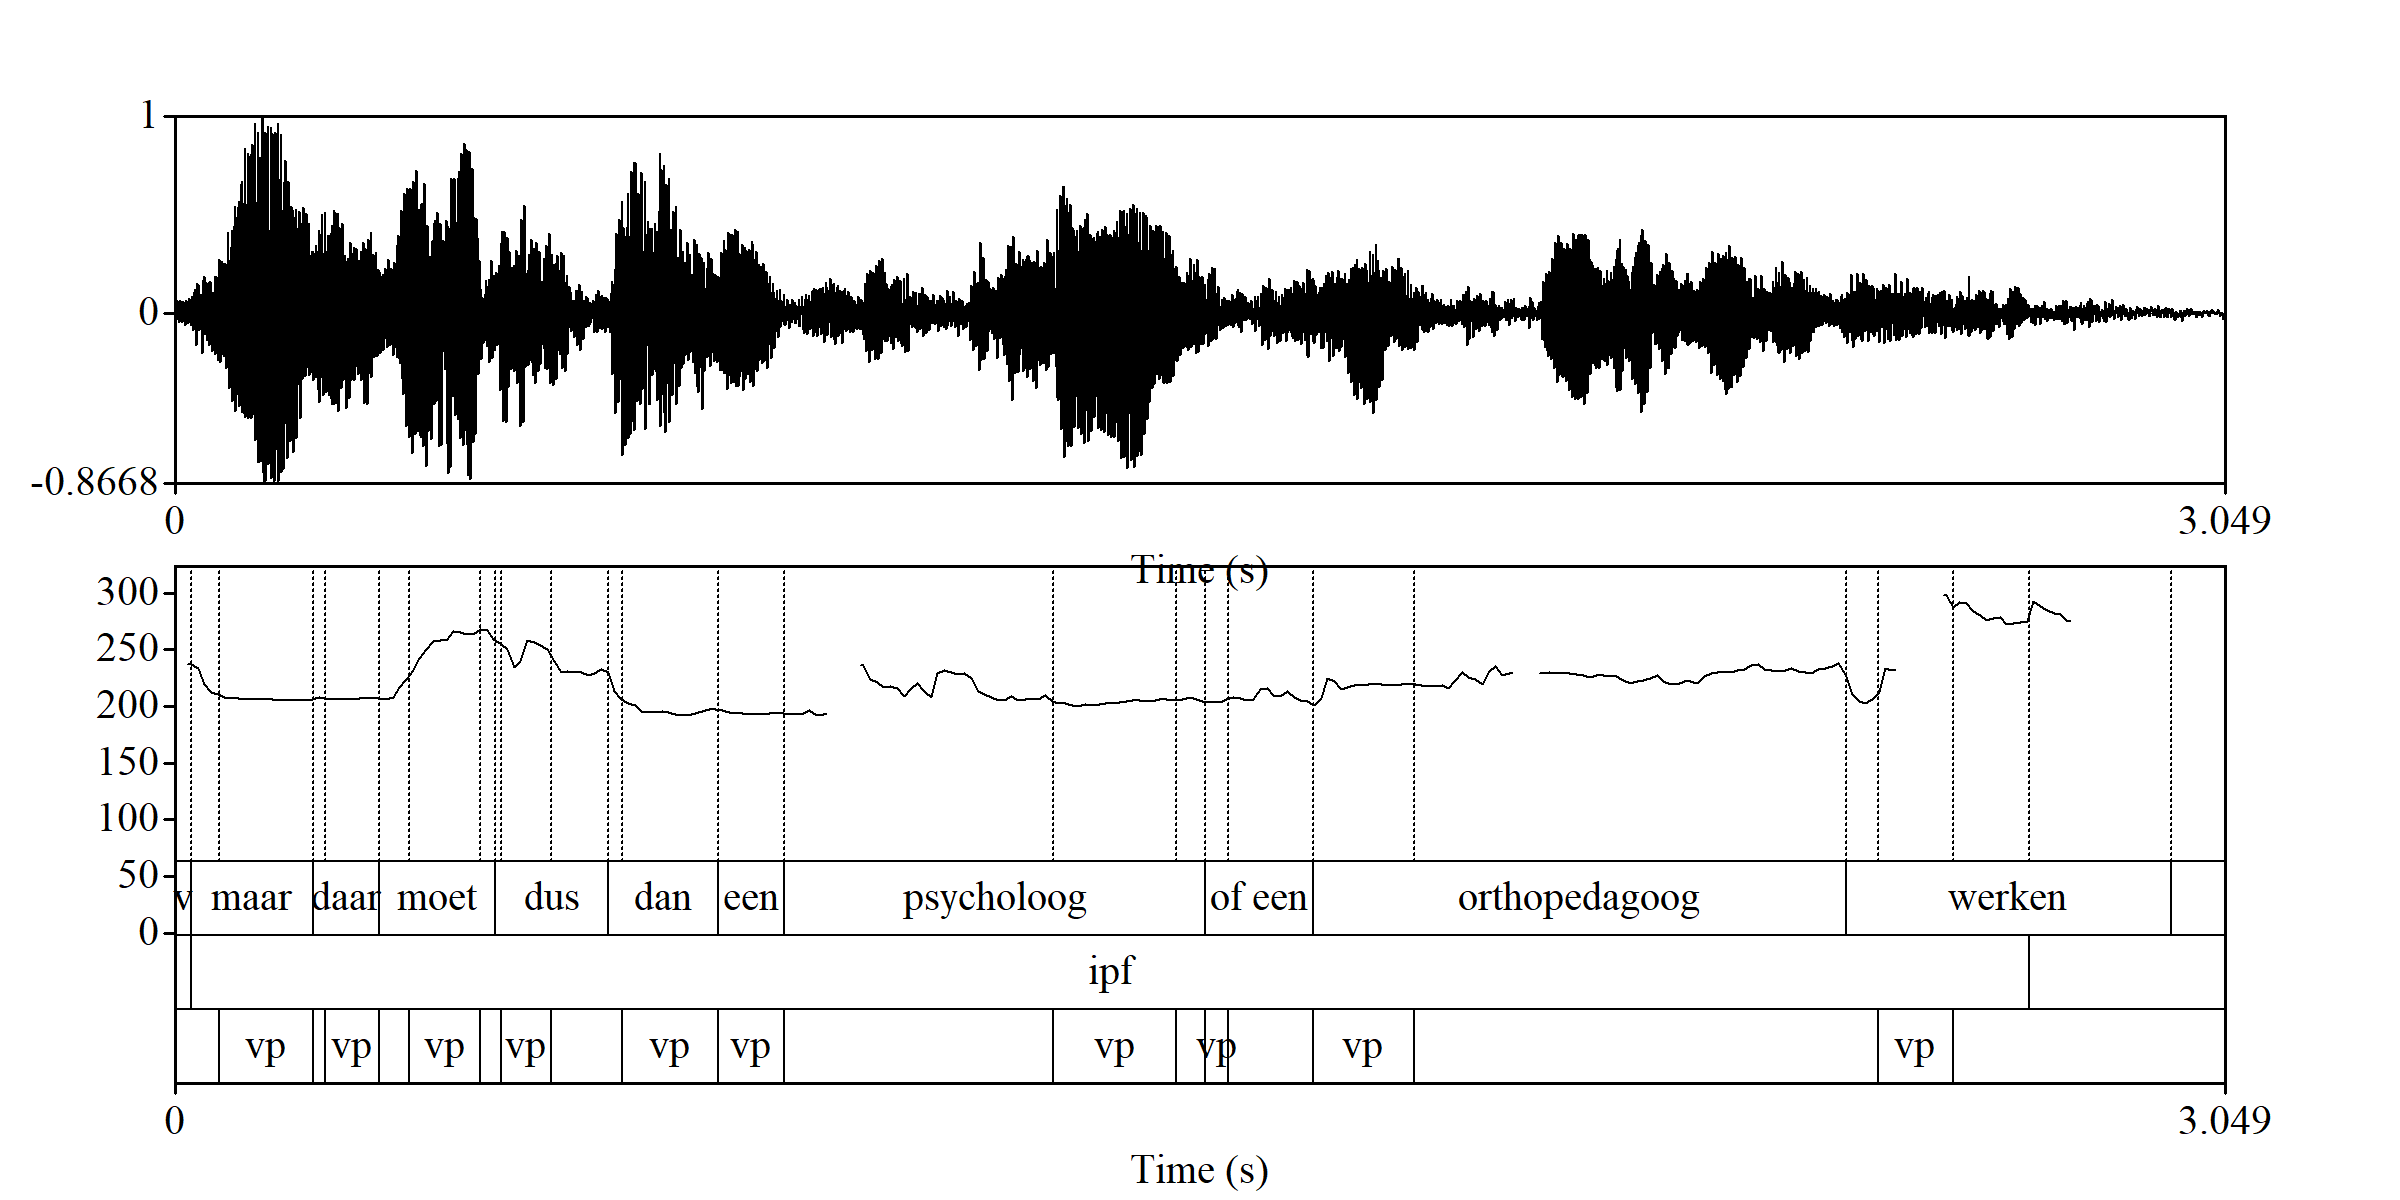 1
0
-0.8668
0 3.049
Time (s)
300
250
200
150
100
50
0
v maar daar moet dus dan een psycholoog of een orthopedagoog werken
ipf
vp vp vp vp vp vp vp vp vp vp
0 3.049
Time (s)